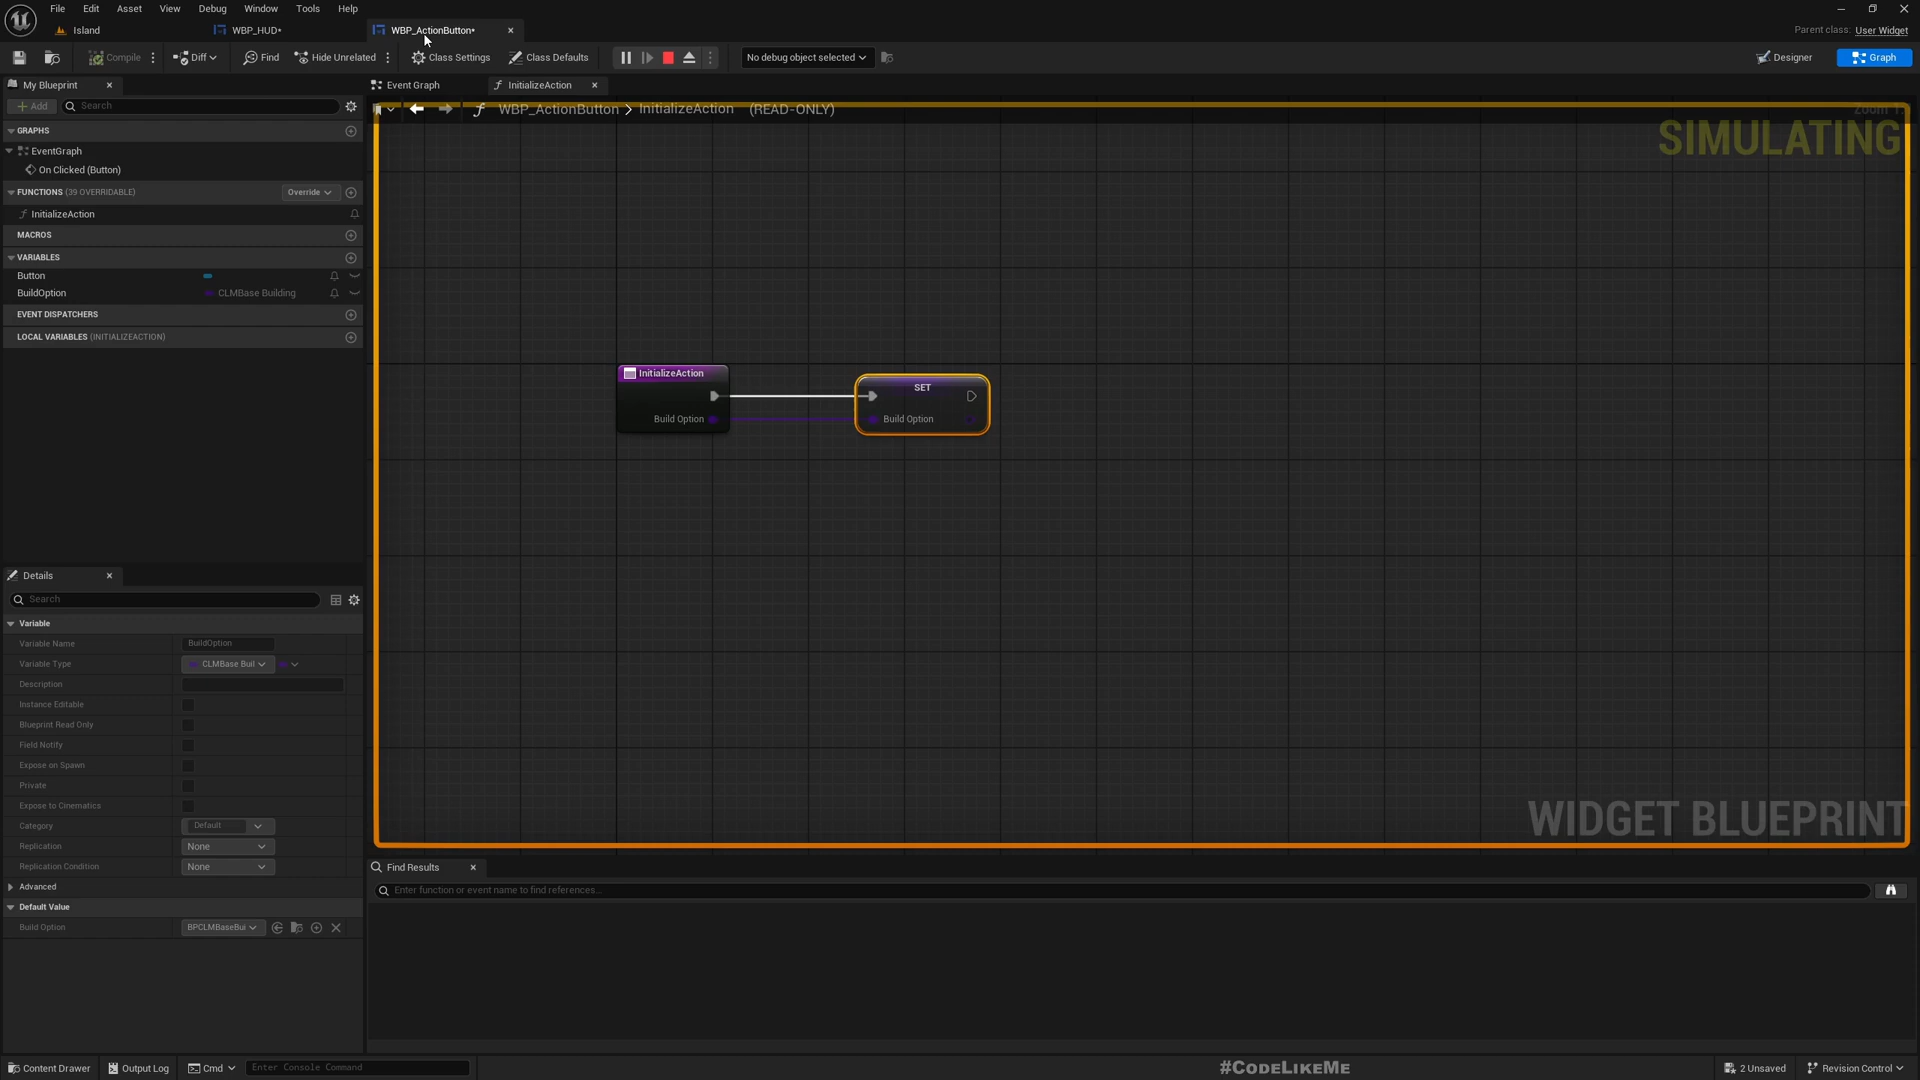 File Edit Asset View Debug Window Tools Help
Island WBP_HUD* WBP_ActionButton*
Parent class: User Widget
Compile Diff Find Hide Unrelated Class Settings Class Defaults No debug object selected Designer Graph
My Blueprint Event Graph InitializeAction
Add Search
WBP_ActionButton > InitializeAction (READ-ONLY)
SIMULATING
GRAPHS
EventGraph
On Clicked (Button)
FUNCTIONS (39 OVERRIDABLE) Override
InitializeAction
MACROS
VARIABLES
Button
BuildOption CLMBase Building
EVENT DISPATCHERS
LOCAL VARIABLES (INITIALIZEACTION)
InitializeAction
Build Option
SET
Build Option
Details
Search
Variable
Variable Name BuildOption
Variable Type CLMBase Buil
Description
Instance Editable
Blueprint Read Only
Field Notify
Expose on Spawn
Private
Expose to Cinematics
Category Default
Replication None
Replication Condition None
Advanced
Default Value
Build Option BPCLMBaseBui
WIDGET BLUEPRINT
Find Results
Enter function or event name to find references...
Content Drawer Output Log Cmd Enter Console Command
#CODELIKEME
2 Unsaved Revision Control